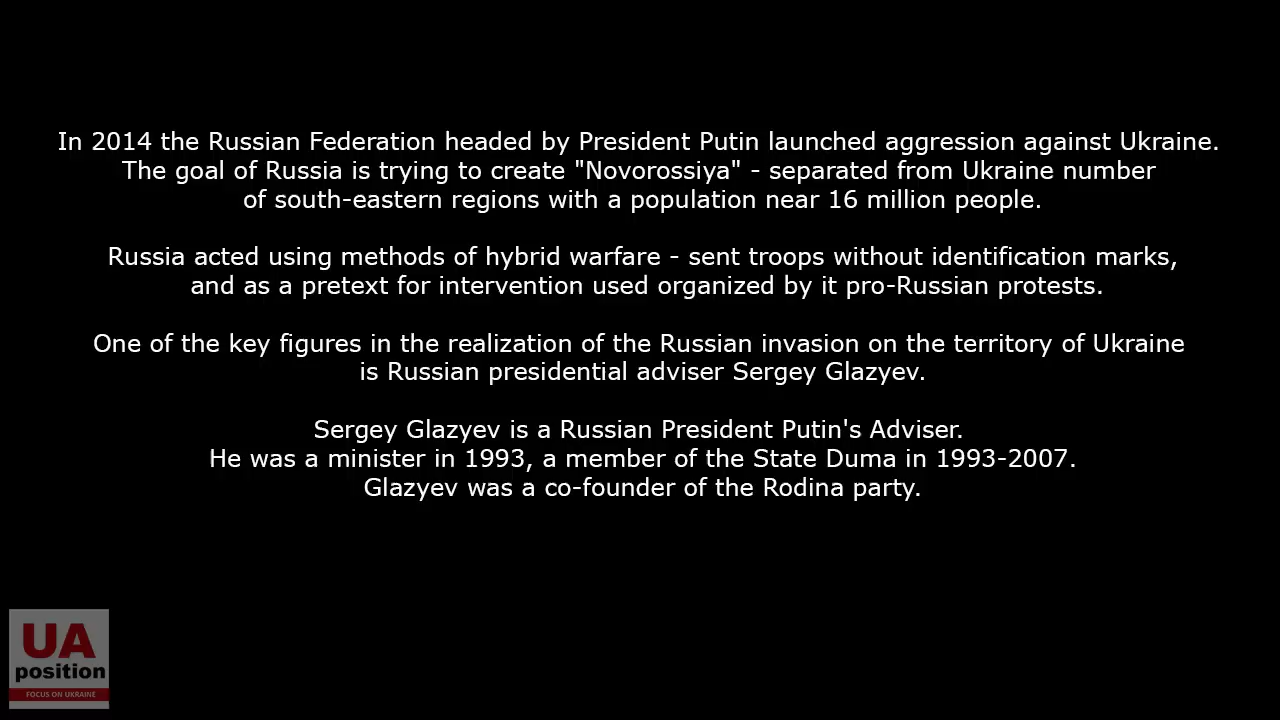 In 2014 the Russian Federation headed by President Putin launched aggression against Ukraine.
The goal of Russia is trying to create "Novorossiya" - separated from Ukraine number
of south-eastern regions with a population near 16 million people.
Russia acted using methods of hybrid warfare - sent troops without identification marks,
and as a pretext for intervention used organized by it pro-Russian protests.
One of the key figures in the realization of the Russian invasion on the territory of Ukraine
is Russian presidential adviser Sergey Glazyev.
Sergey Glazyev is a Russian President Putin's Adviser.
He was a minister in 1993, a member of the State Duma in 1993-2007.
Glazyev was a co-founder of the Rodina party.
UA
position
FOCUS ON UKRAINE